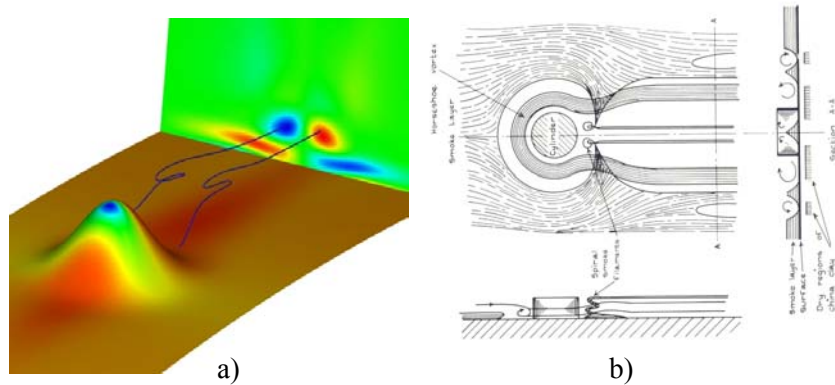 Horseshoe vortex
Smoke Layer
Cylinder
Spiral
smoke
filaments
A
A
Section A-A
Smoke layer
Surface
Dry regions of
china clay
a)
b)